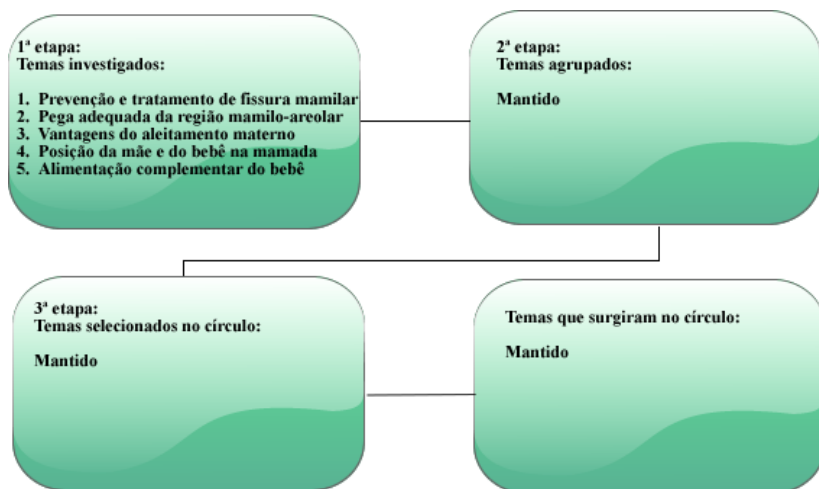 1ª etapa:
Temas investigados:
1. Prevenção e tratamento de fissura mamilar
2. Pega adequada da região mamilo-areolar
3. Vantagens do aleitamento materno
4. Posição da mãe e do bebê na mamada
5. Alimentação complementar do bebê
2ª etapa:
Temas agrupados:
Mantido
3ª etapa:
Temas selecionados no círculo:
Mantido
Temas que surgiram no círculo:
Mantido